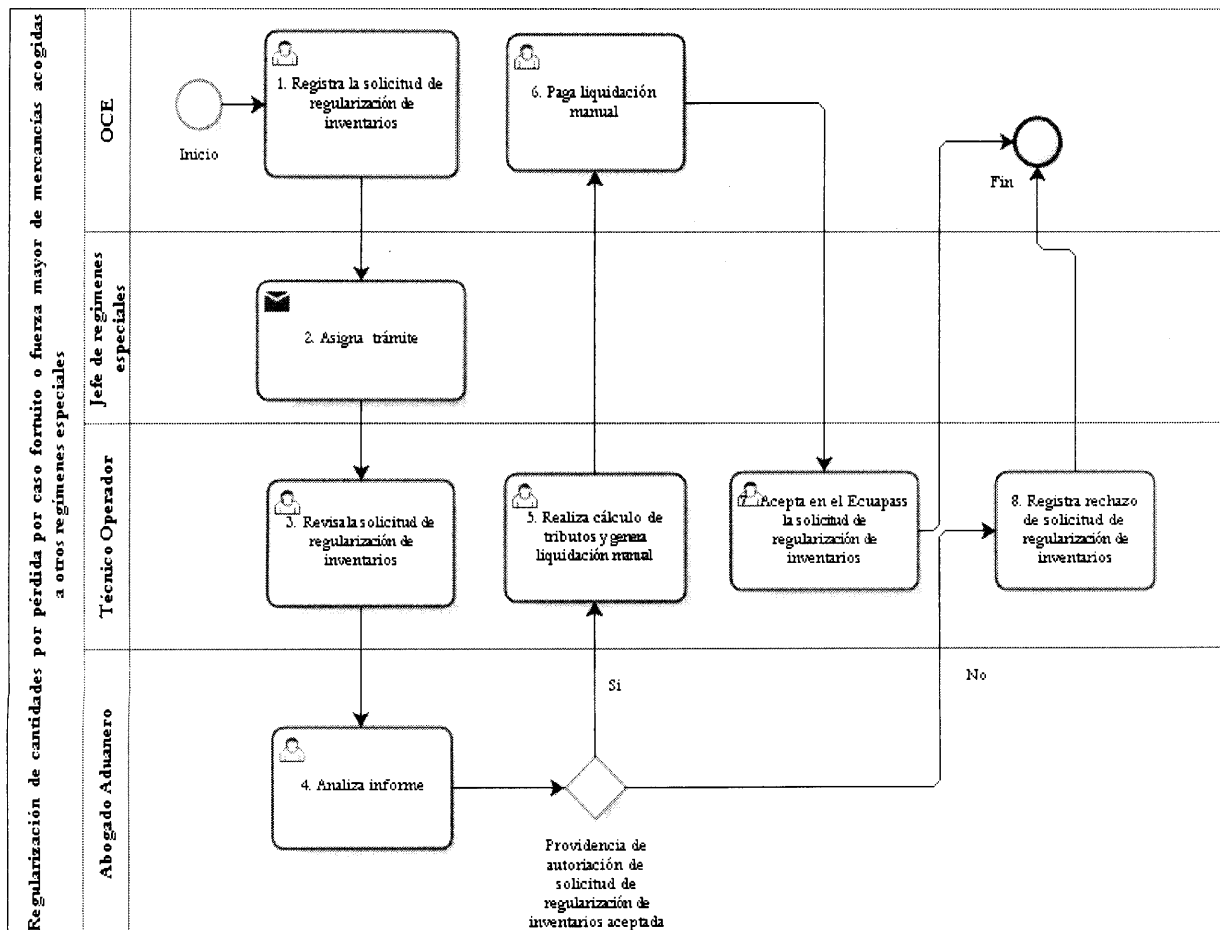 Regularización de cantidades por pérdida por caso fortuito o fuerza mayor de mercancías acogidas
a otros regímenes especiales
OCE
Inicio
1. Registra la solicitud de
regularización de
inventarios
6. Paga liquidación
manual
Fin
Jefe de regimenes
especiales
2. Asigna trámite
Técnico Operador
3. Revisa la solicitud de
regularización de
inventarios
5. Realiza cálculo de
tributos y genera
liquidación manual
7. Acepta en el Ecuapass
la solicitud de
regularización de
inventarios
8. Registra rechazo
de solicitud de
regularización de
inventarios
Abogado Aduanero
4. Analiza informe
Si
No
Providencia de
autoriación de
solicitud de
regularización de
inventarios aceptada